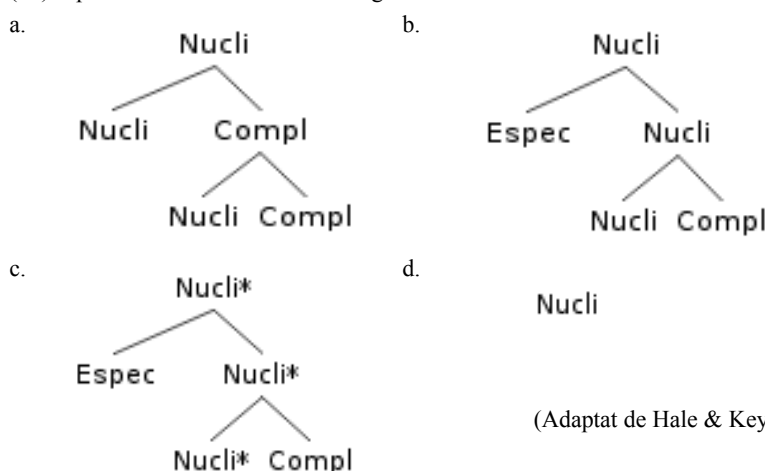 a. b.
Nucli Nucli
Nucli Compl Espec Nucli
Nucli Compl Nucli Compl
c. d.
Nucli* Nucli
Espec Nucli*
(Adaptat de Hale & Key
Nucli* Compl